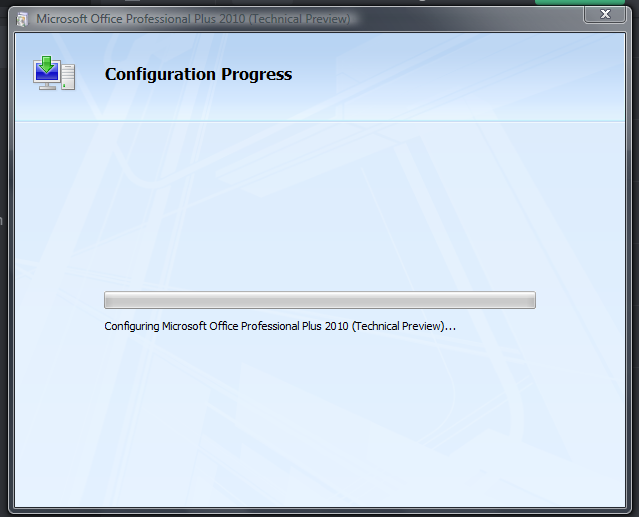 Microsoft Office Professional Plus 2010 (Technical Preview)
Configuration Progress
Configuring Microsoft Office Professional Plus 2010 (Technical Preview)...